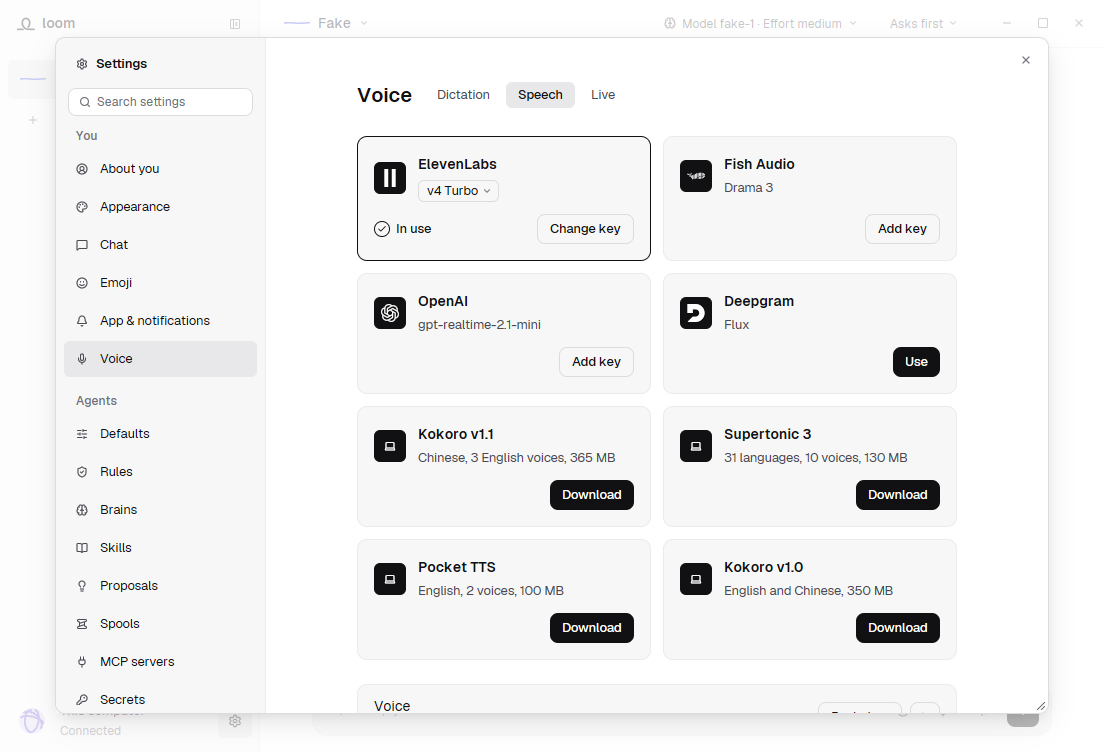 loom
Fake
Model fake-1 · Effort medium
Asks first
Settings
Search settings
You
About you
Appearance
Chat
Emoji
App & notifications
Voice
Agents
Defaults
Rules
Brains
Skills
Proposals
Spools
MCP servers
Secrets
Connected
Voice
Dictation
Speech
Live
ElevenLabs
v4 Turbo
In use
Change key
Fish Audio
Drama 3
Add key
OpenAI
gpt-realtime-2.1-mini
Add key
Deepgram
Flux
Use
Kokoro v1.1
Chinese, 3 English voices, 365 MB
Download
Supertonic 3
31 languages, 10 voices, 130 MB
Download
Pocket TTS
English, 2 voices, 100 MB
Download
Kokoro v1.0
English and Chinese, 350 MB
Download
Voice